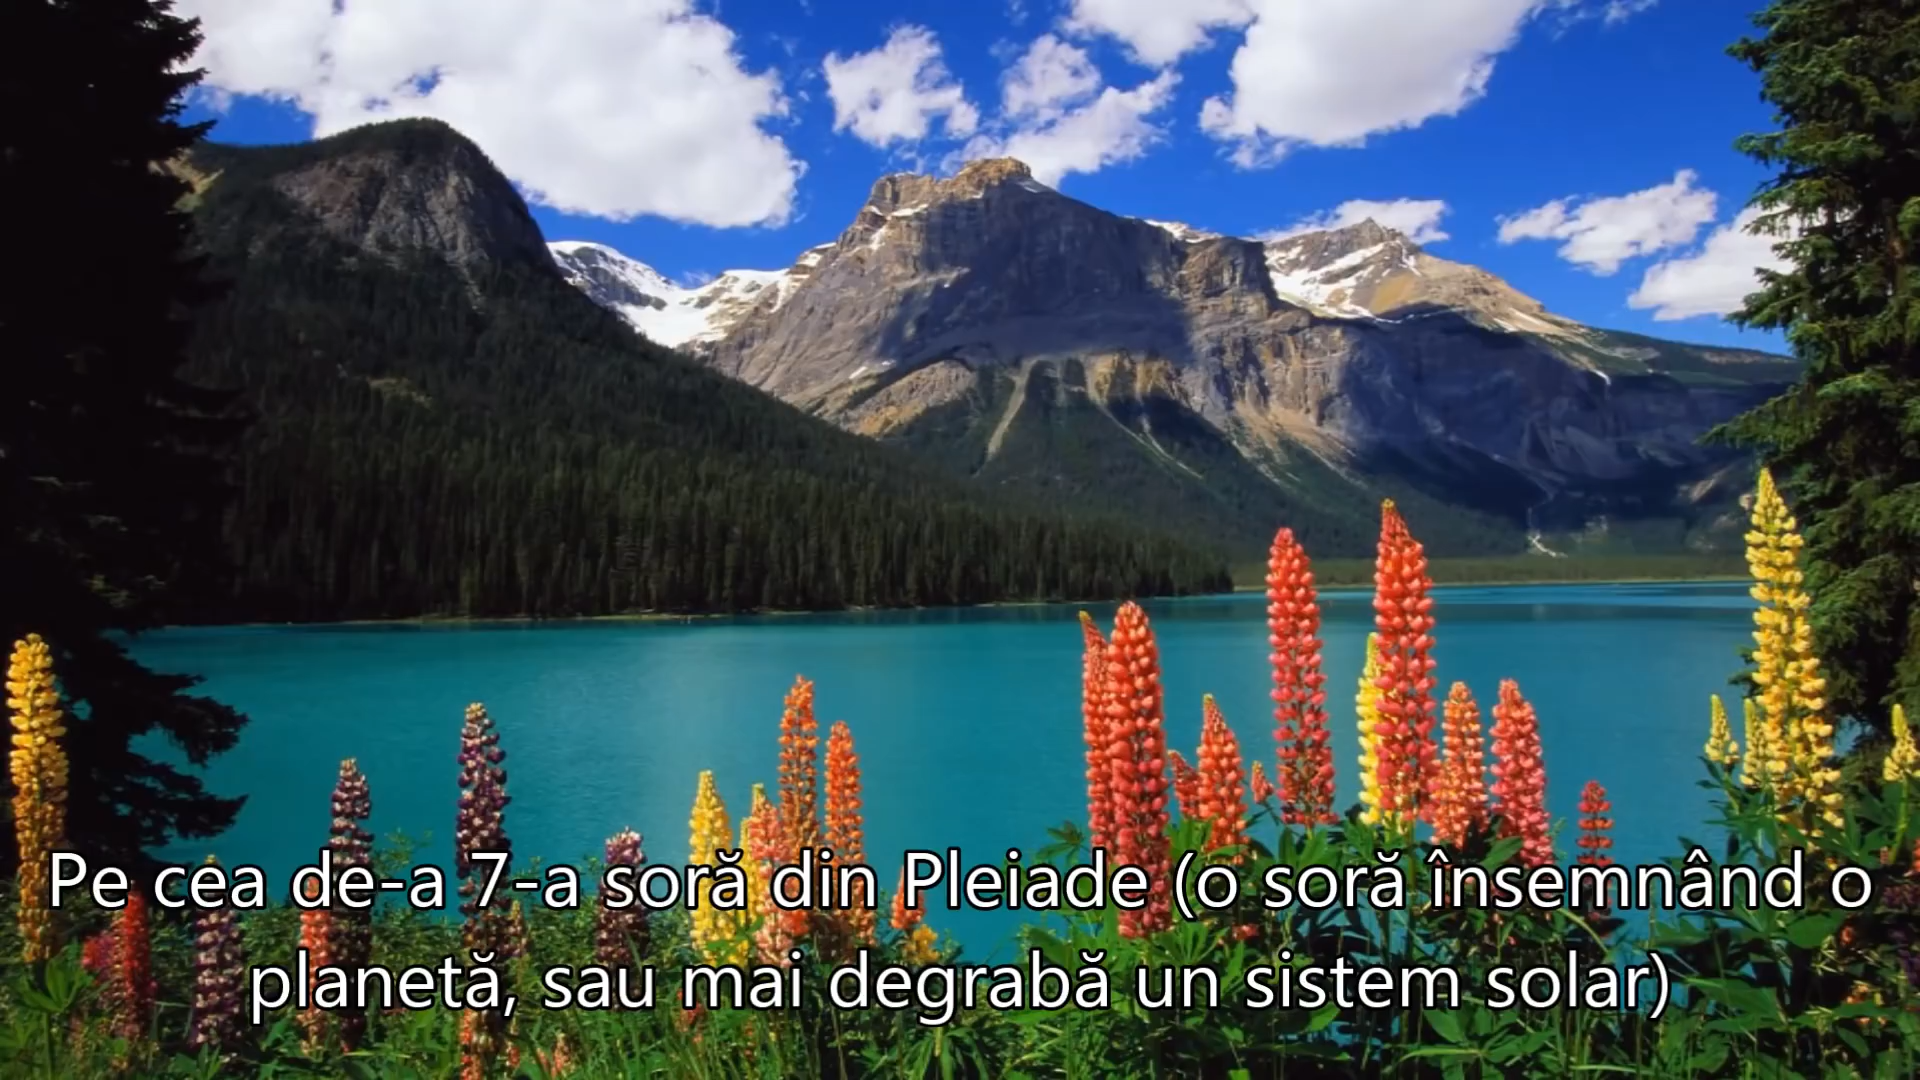 Pe cea de-a 7-a soră din Pleiade (o soră însemnând o
planetă, sau mai degrabă un sistem solar)